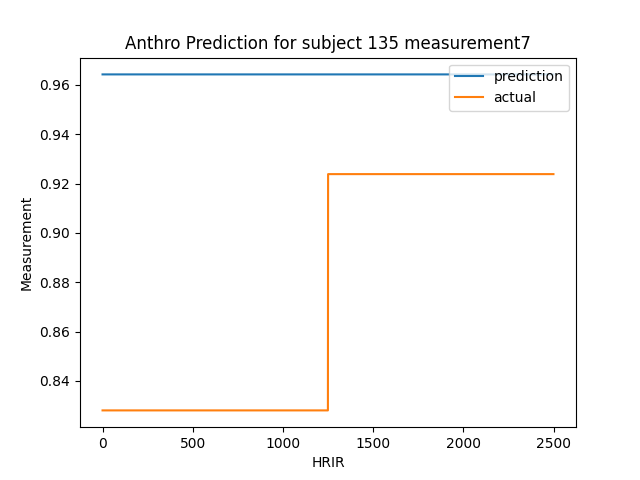 Anthro Prediction for subject 135 measurement7
prediction
actual
0.96
0.94
0.92
0.90
0.88
0.86
0.84
Measurement
0 500 1000 1500 2000 2500
HRIR